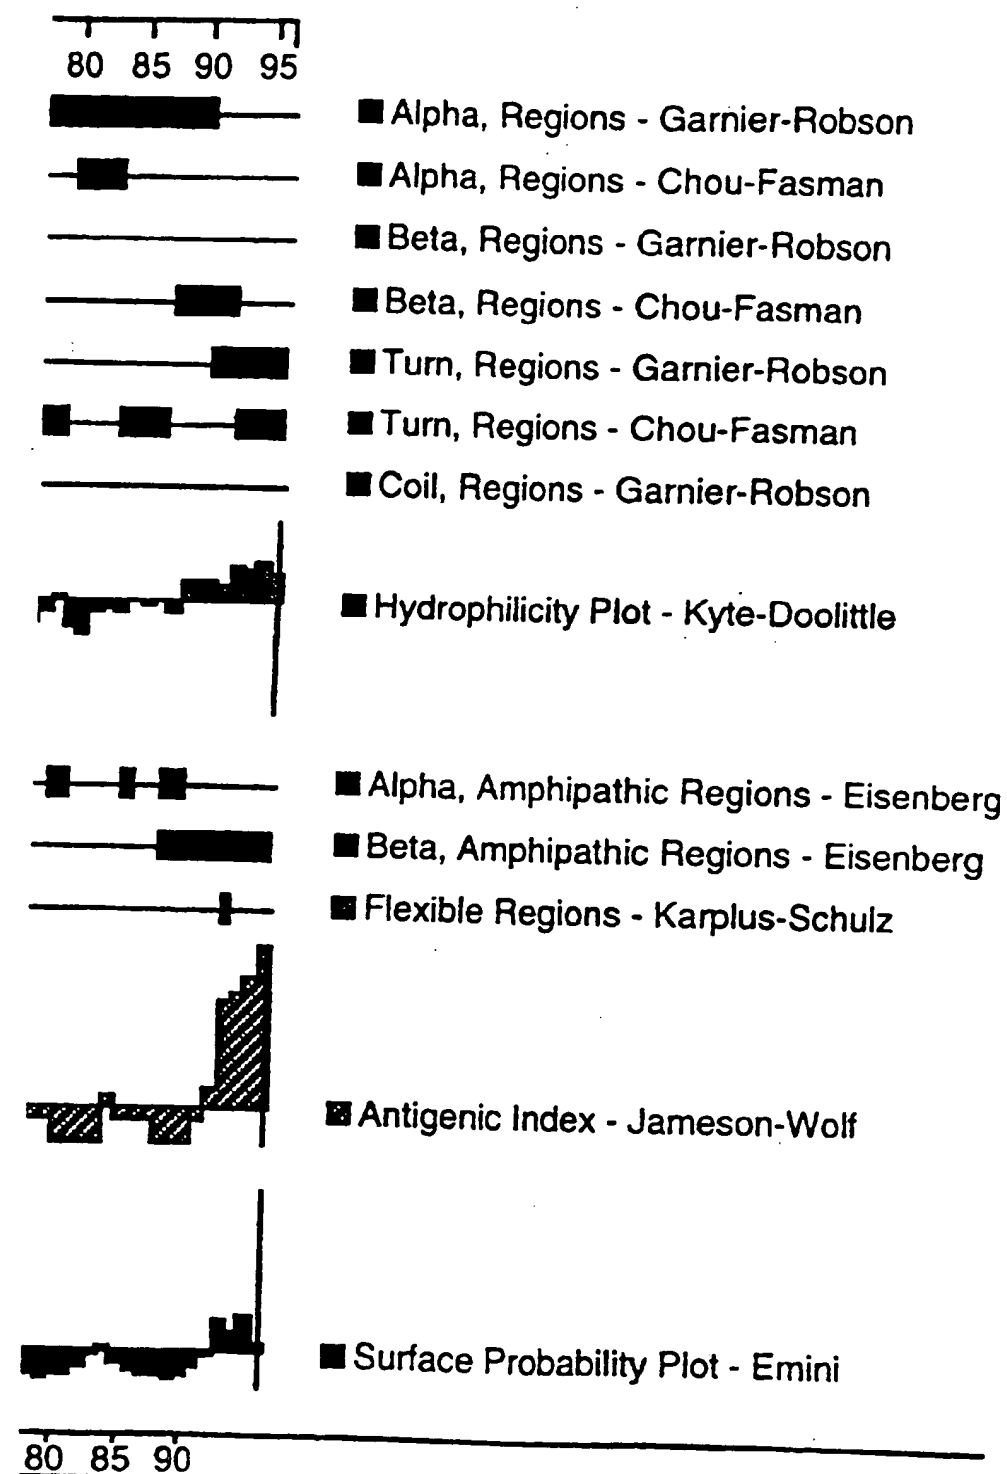 80 85 90 95
Alpha, Regions - Garnier-Robson
Alpha, Regions - Chou-Fasman
Beta, Regions - Garnier-Robson
Beta, Regions - Chou-Fasman
Turn, Regions - Garnier-Robson
Turn, Regions - Chou-Fasman
Coil, Regions - Garnier-Robson
Hydrophilicity Plot - Kyte-Doolittle
Alpha, Amphipathic Regions - Eisenberg
Beta, Amphipathic Regions - Eisenberg
Flexible Regions - Karplus-Schulz
Antigenic Index - Jameson-Wolf
Surface Probability Plot - Emini
80 85 90